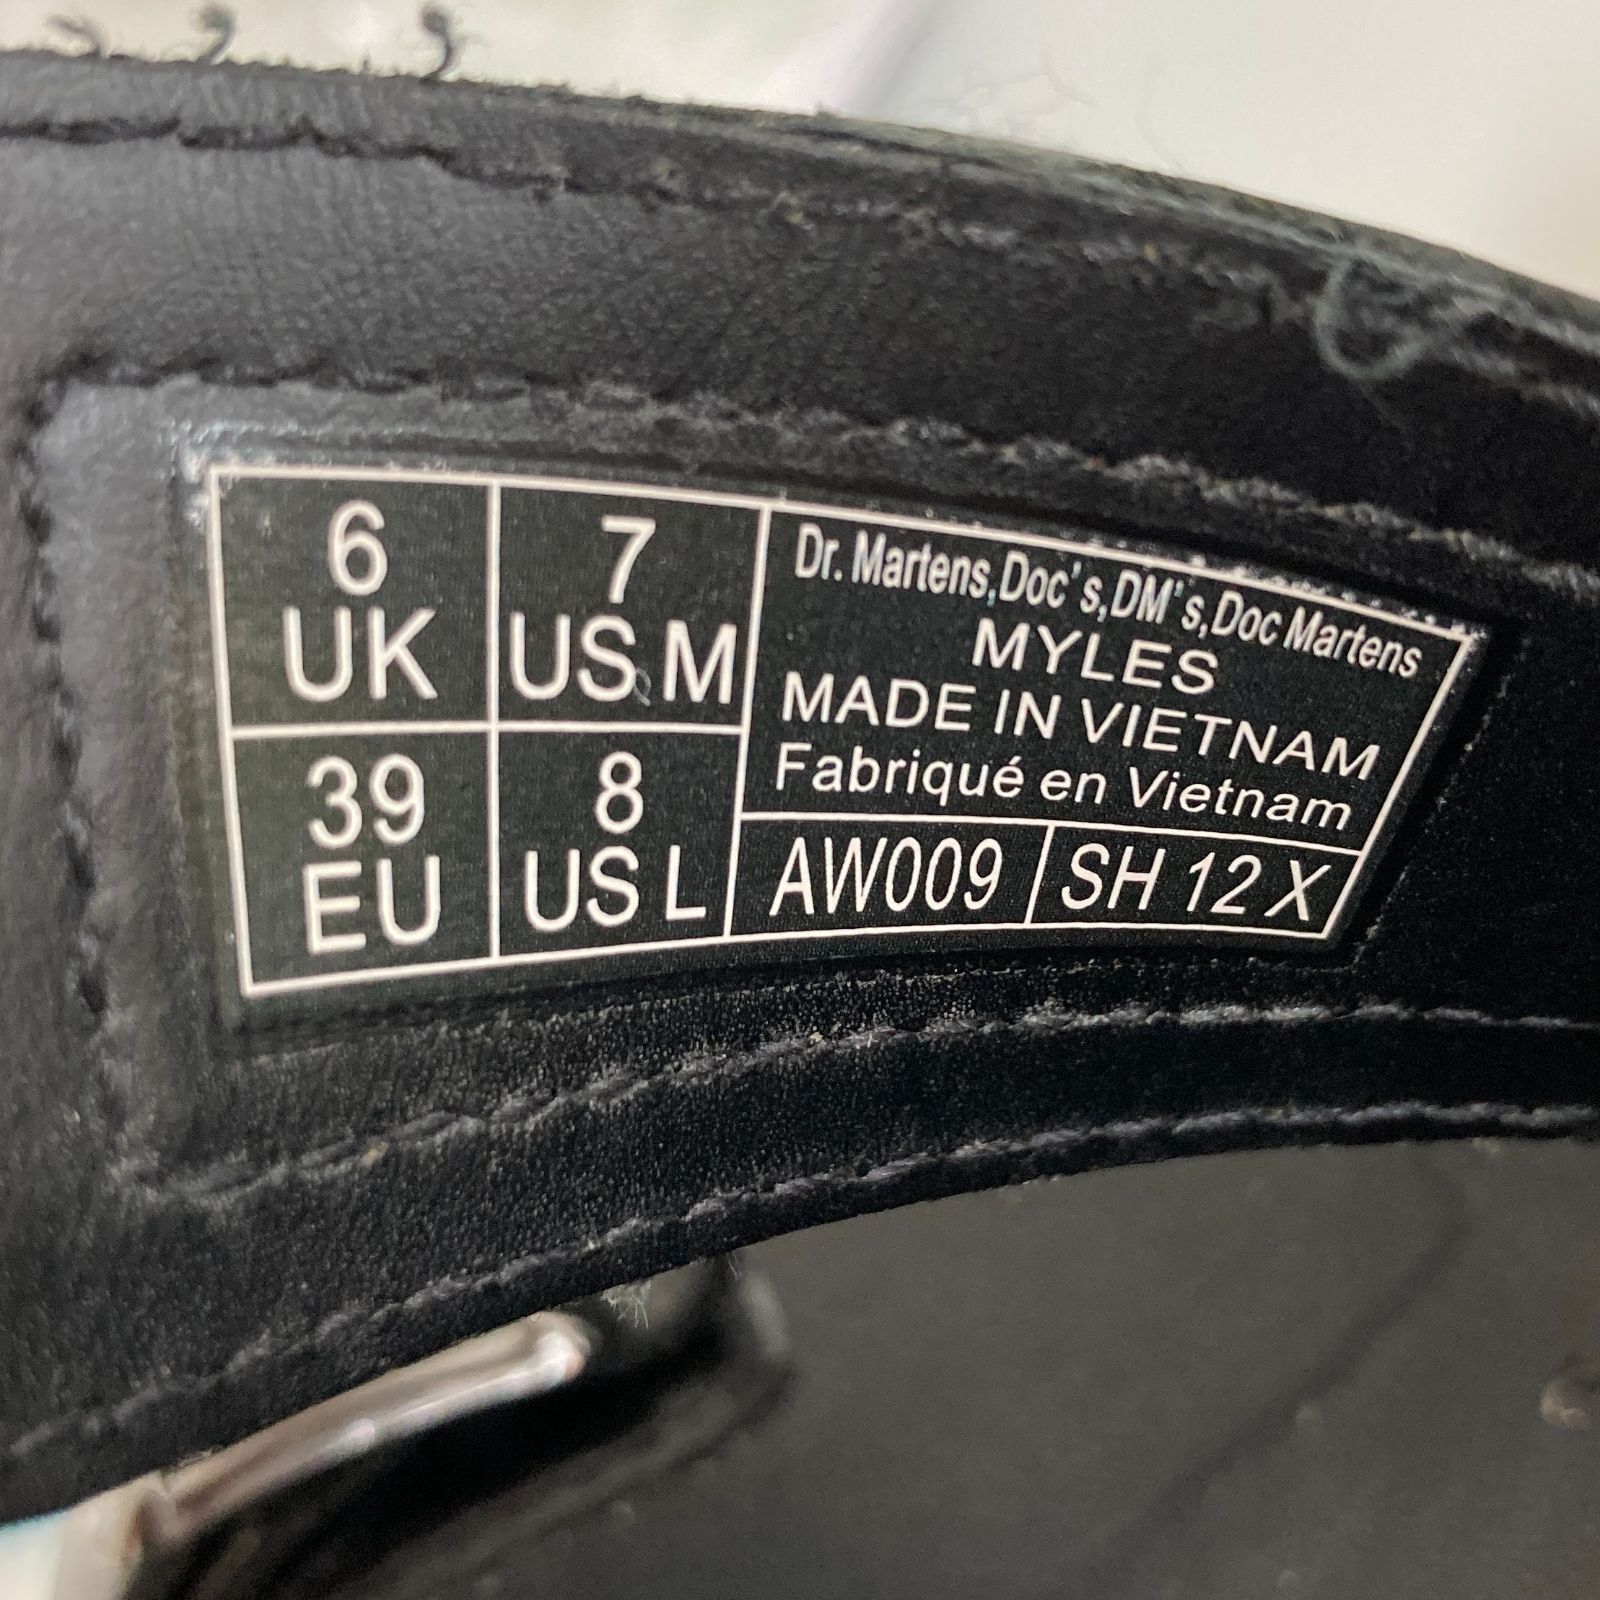 6
UK
7
US M
39
EU
8
US L
Dr. Martens,Doc's,DM's,Doc Martens
MYLES
MADE IN VIETNAM
Fabriqué en Vietnam
AW009
SH 12 X